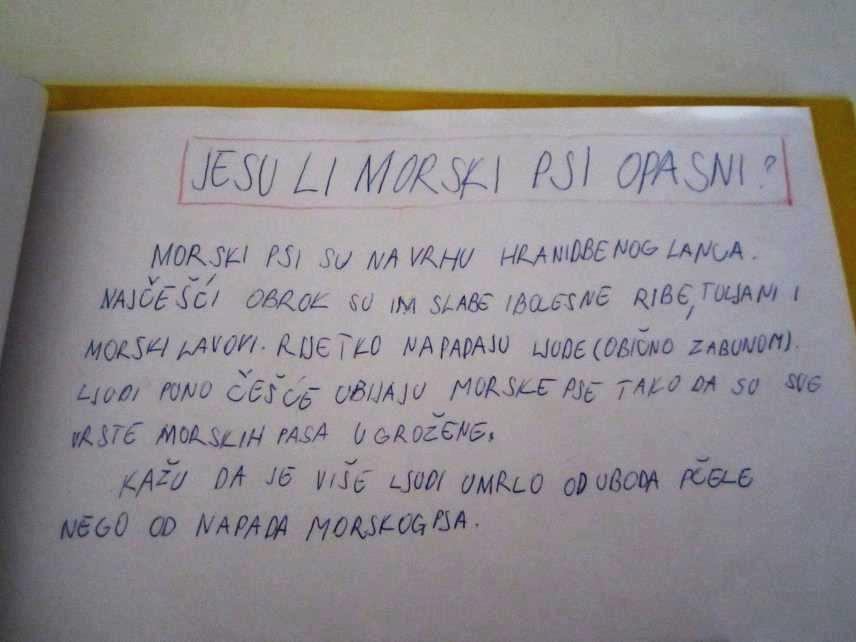 JESU LI MORSKI PSI OPASNI?
MORSKI PSI SU NA VRHU HRANIDBENOG LANCA.
NAJČEŠĆI OBROK SU IM SLABE I BOLESNE RIBE, TULJANI I
MORSKI LAVOVI. RIJETKO NAPADAJU LJUDE (OBIČNO ZABUNOM).
LJUDI PUNO ČEŠĆE UBIJAJU MORSKE PSE TAKO DA SU SVE
VRSTE MORSKIH PASA UGROŽENE.
KAŽU DA JE VIŠE LJUDI UMRLO OD UBODA PČELE
NEGO OD NAPADA MORSKOG PSA.